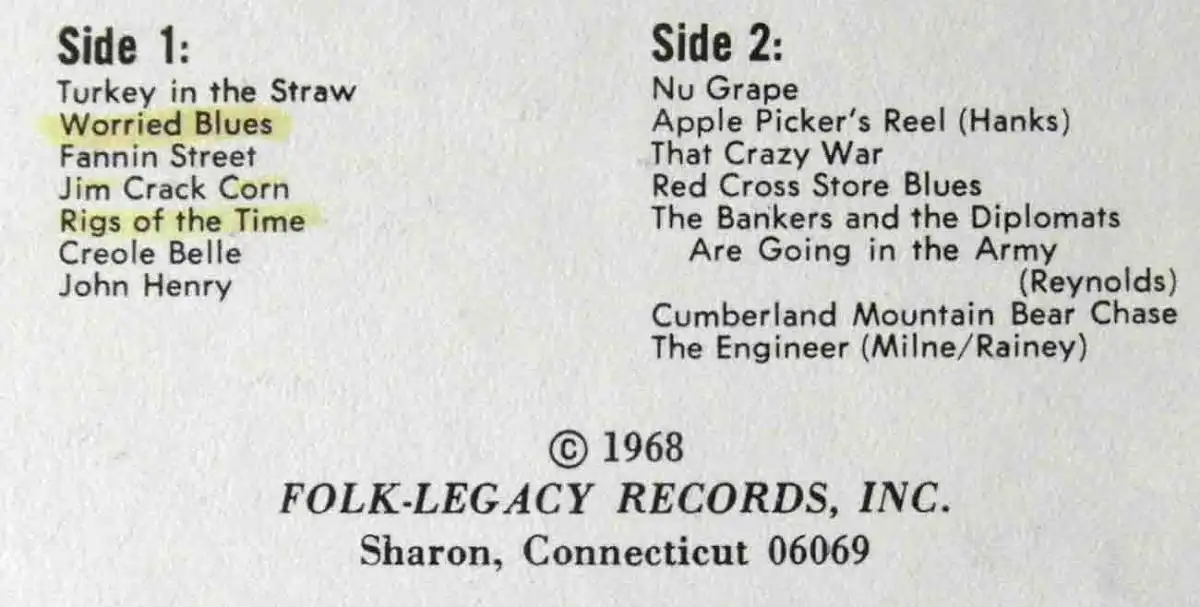 Side 1:
Turkey in the Straw
Worried Blues
Fannin Street
Jim Crack Corn
Rigs of the Time
Creole Belle
John Henry
Side 2:
Nu Grape
Apple Picker's Reel (Hanks)
That Crazy War
Red Cross Store Blues
The Bankers and the Diplomats
Are Going in the Army
(Reynolds)
Cumberland Mountain Bear Chase
The Engineer (Milne/Rainey)
© 1968
FOLK-LEGACY RECORDS, INC.
Sharon, Connecticut 06069